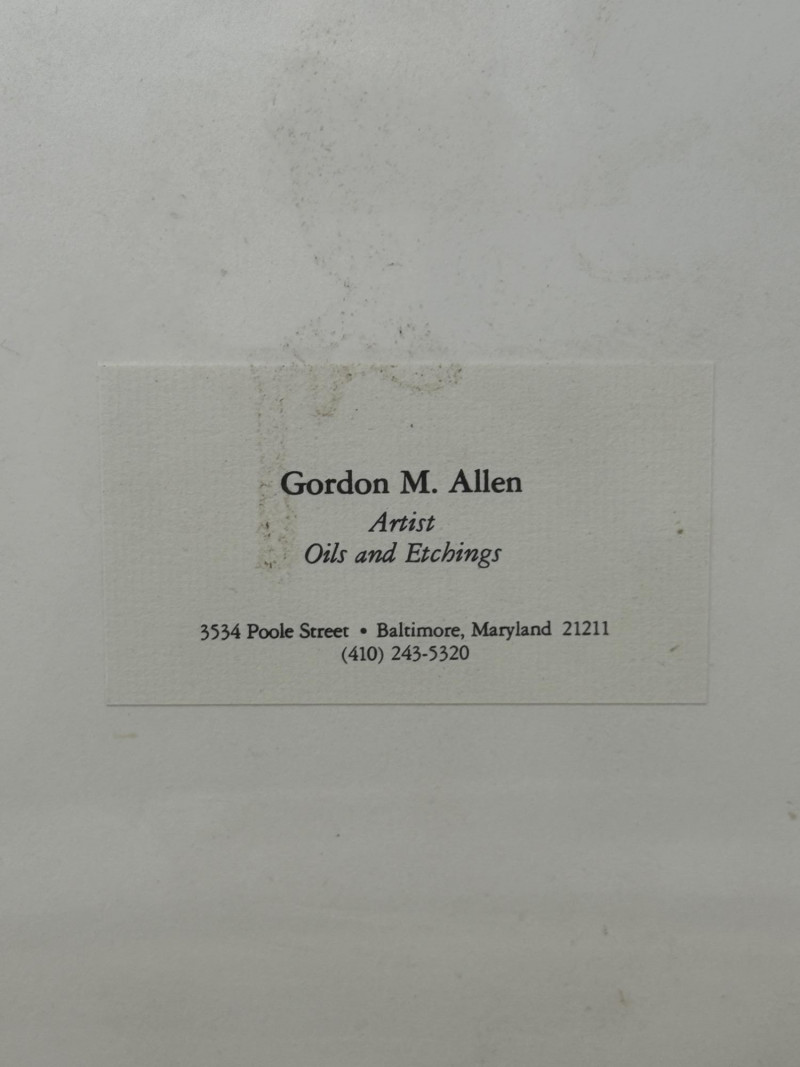 Gordon M. Allen
Artist
Oils and Etchings
3534 Poole Street • Baltimore, Maryland 21211
(410) 243-5320